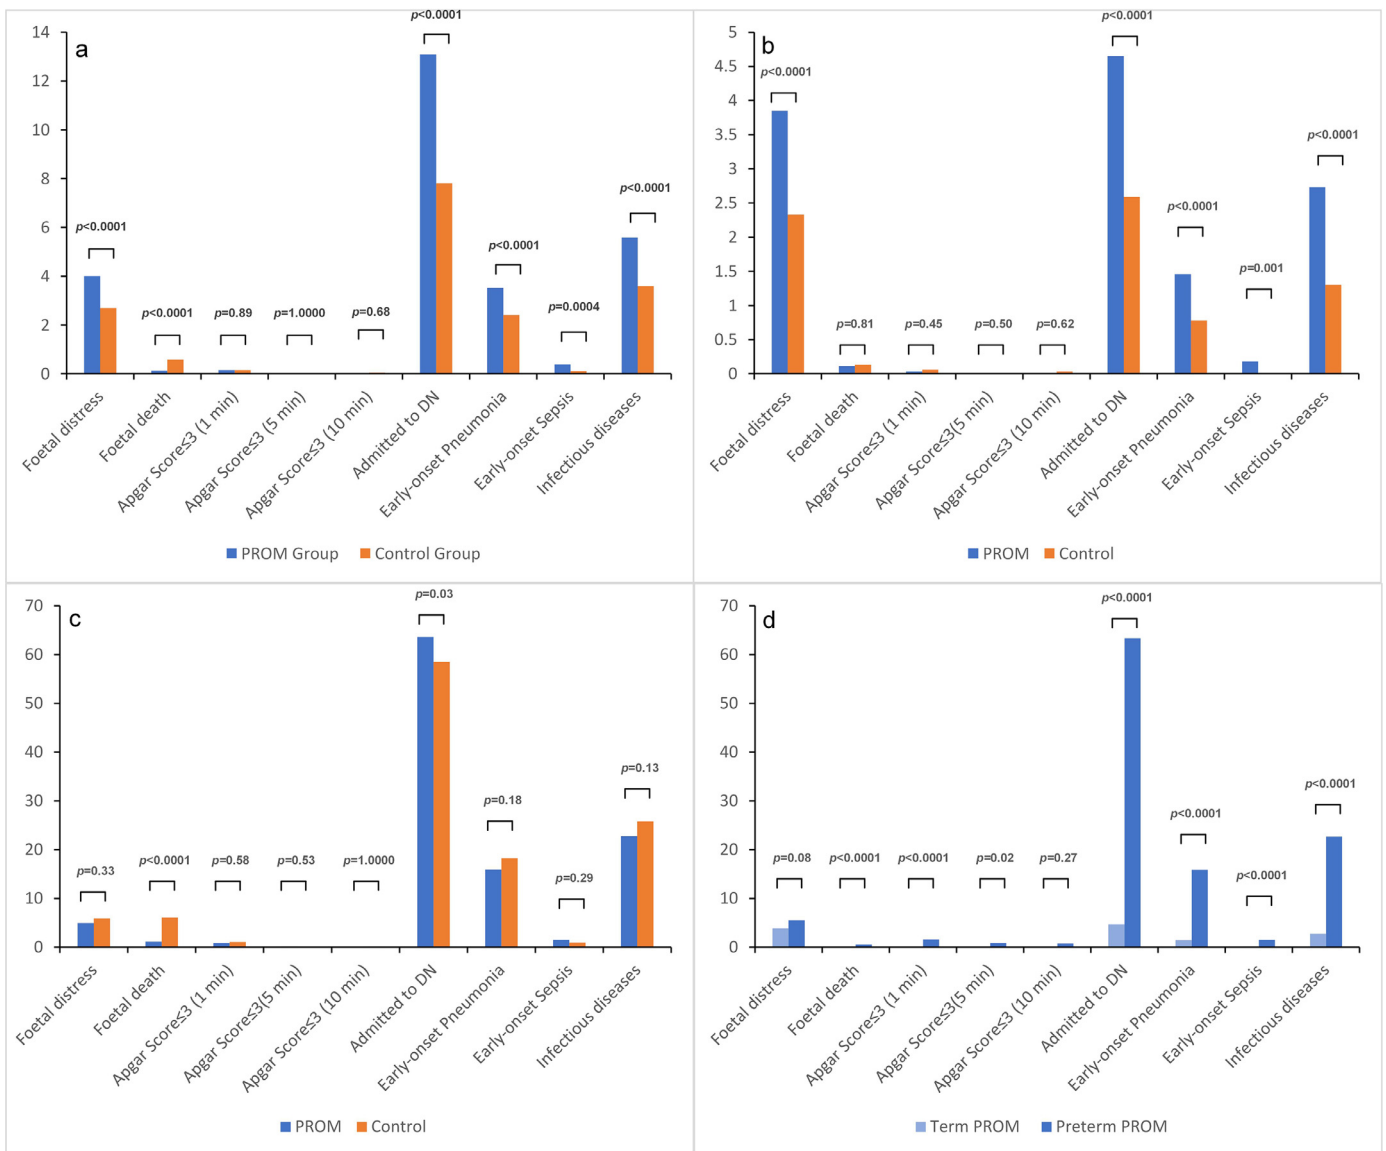 a
14
12
10
8
6
4
2
0
p<0.0001
p<0.0001
p=0.89
p=1.0000
p=0.68
p<0.0001
p<0.0001
p=0.0004
p<0.0001
Foetal distress
Foetal death
Apgar Score≤3 (1 min)
Apgar Score≤3 (5 min)
Apgar Score≤3 (10 min)
Admitted to DN
Early-onset Pneumonia
Early-onset Sepsis
Infectious diseases
PROM Group
Control Group
b
5
4.5
4
3.5
3
2.5
2
1.5
1
0.5
0
p<0.0001
p=0.81
p=0.45
p=0.50
p=0.62
p<0.0001
p<0.0001
p=0.001
p<0.0001
Foetal distress
Foetal death
Apgar Score≤3 (1 min)
Apgar Score≤3(5 min)
Apgar Score≤3 (10 min)
Admitted to DN
Early-onset Pneumonia
Early-onset Sepsis
Infectious diseases
PROM
Control
c
70
60
50
40
30
20
10
0
p=0.33
p<0.0001
p=0.58
p=0.53
p=1.0000
p=0.03
p=0.18
p=0.29
p=0.13
Foetal distress
Foetal death
Apgar Score≤3 (1 min)
Apgar Score≤3(5 min)
Apgar Score≤3 (10 min)
Admitted to DN
Early-onset Pneumonia
Early-onset Sepsis
Infectious diseases
PROM
Control
d
70
60
50
40
30
20
10
0
p=0.08
p<0.0001
p<0.0001
p=0.02
p=0.27
p<0.0001
p<0.0001
p<0.0001
p<0.0001
Foetal distress
Foetal death
Apgar Score≤3 (1 min)
Apgar Score≤3 (5 min)
Apgar Score≤3 (10 min)
Admitted to DN
Early-onset Pneumonia
Early-onset Sepsis
Infectious diseases
Term PROM
Preterm PROM